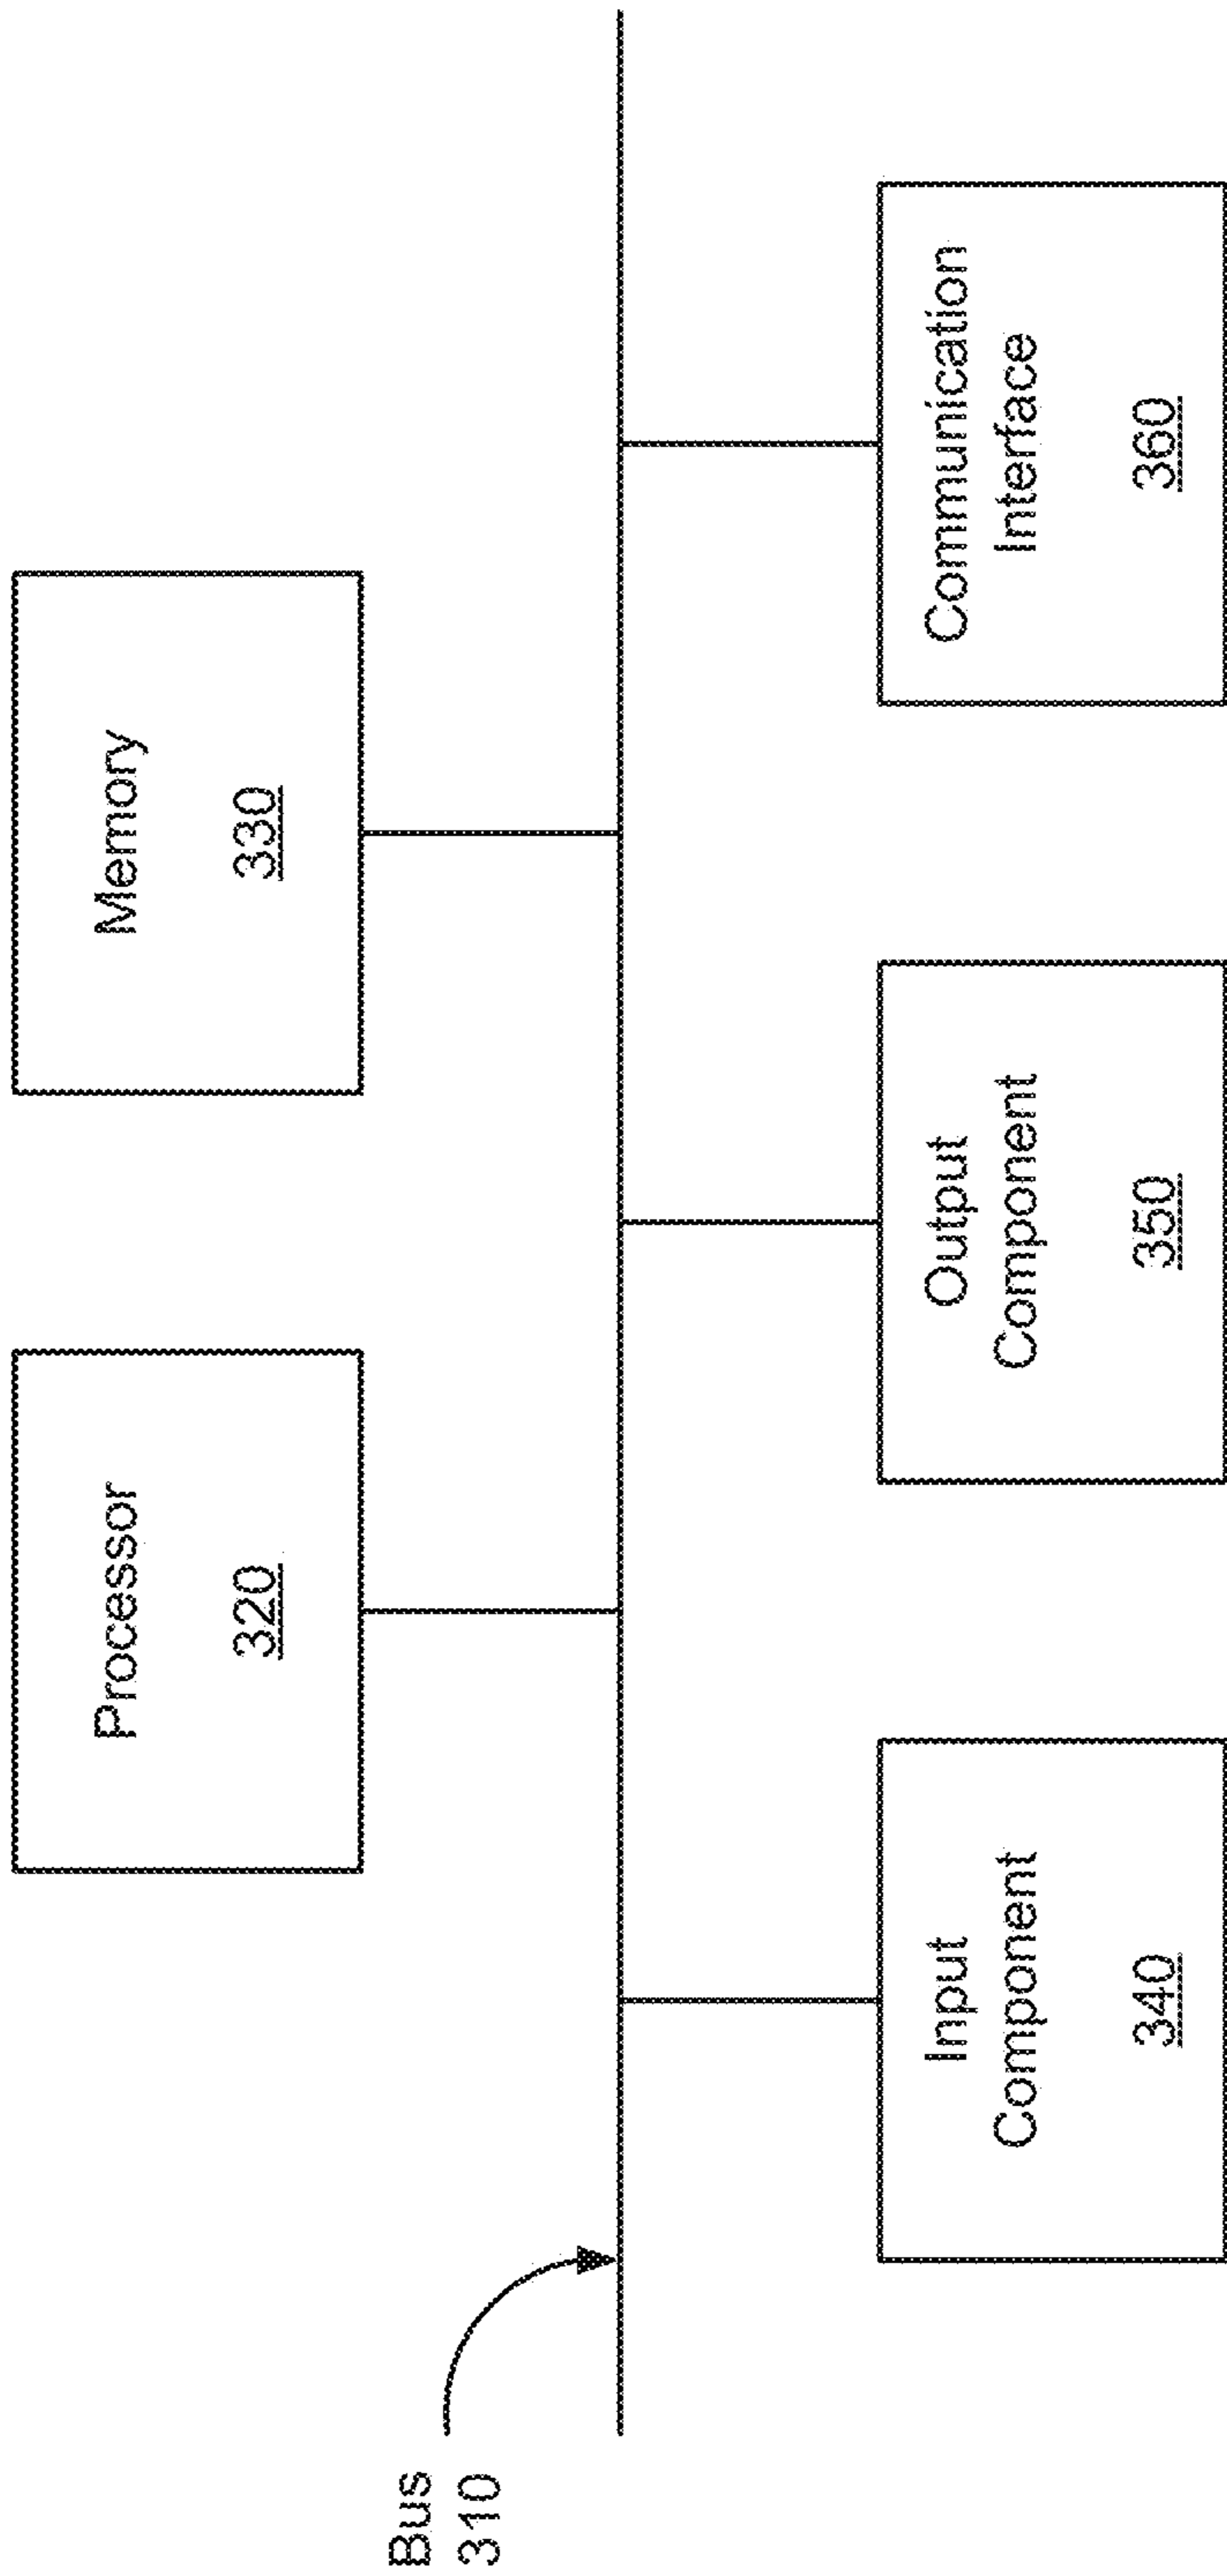 Processor
320
Memory
330
Bus
310
Input
Component
340
Output
Component
350
Communication
Interface
360